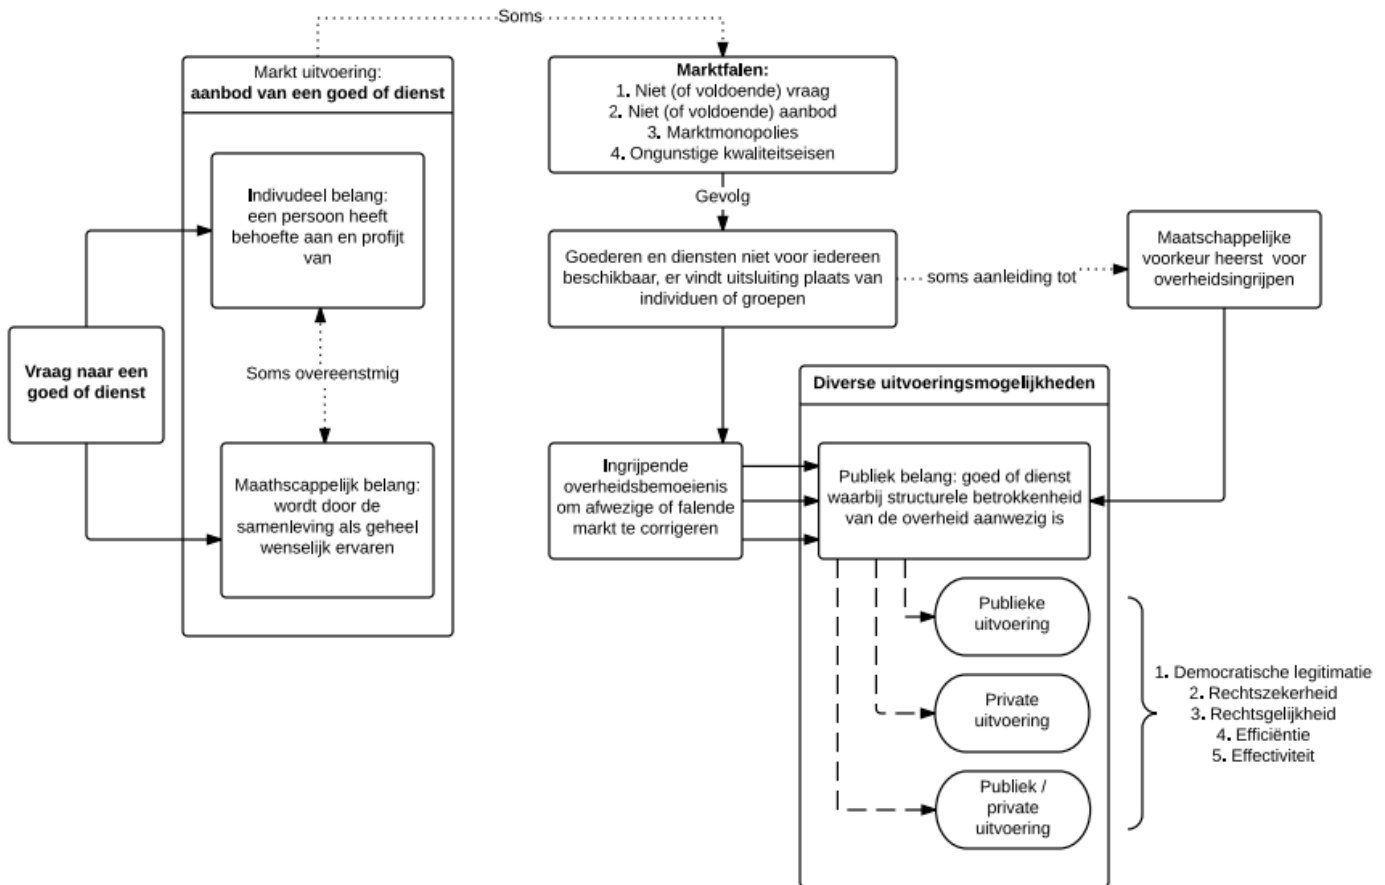 Soms
Markt uitvoering:
aanbod van een goed of dienst
Indivudeel belang:
een persoon heeft
behoefte aan en profijt
van
Soms overeenstmig
Maathscappelijk belang:
wordt door de
samenleving als geheel
wenselijk ervaren
Vraag naar een
goed of dienst
Marktfalen:
1. Niet (of voldoende) vraag
2. Niet (of voldoende) aanbod
3. Marktmonopolies
4. Ongunstige kwaliteitseisen
Gevolg
Goederen en diensten niet voor iedereen
beschikbaar, er vindt uitsluiting plaats van
individuen of groepen
soms aanleiding tot
Maatschappelijke
voorkeur heerst voor
overheidsingrijpen
Ingrijpende
overheidsbemoeienis
om afwezige of falende
markt te corrigeren
Diverse uitvoeringsmogelijkheden
Publiek belang: goed of dienst
waarbij structurele betrokkenheid
van de overheid aanwezig is
Publieke
uitvoering
Private
uitvoering
Publiek /
private
uitvoering
1. Democratische legitimatie
2. Rechtszekerheid
3. Rechtsgelijkheid
4. Efficiëntie
5. Effectiviteit